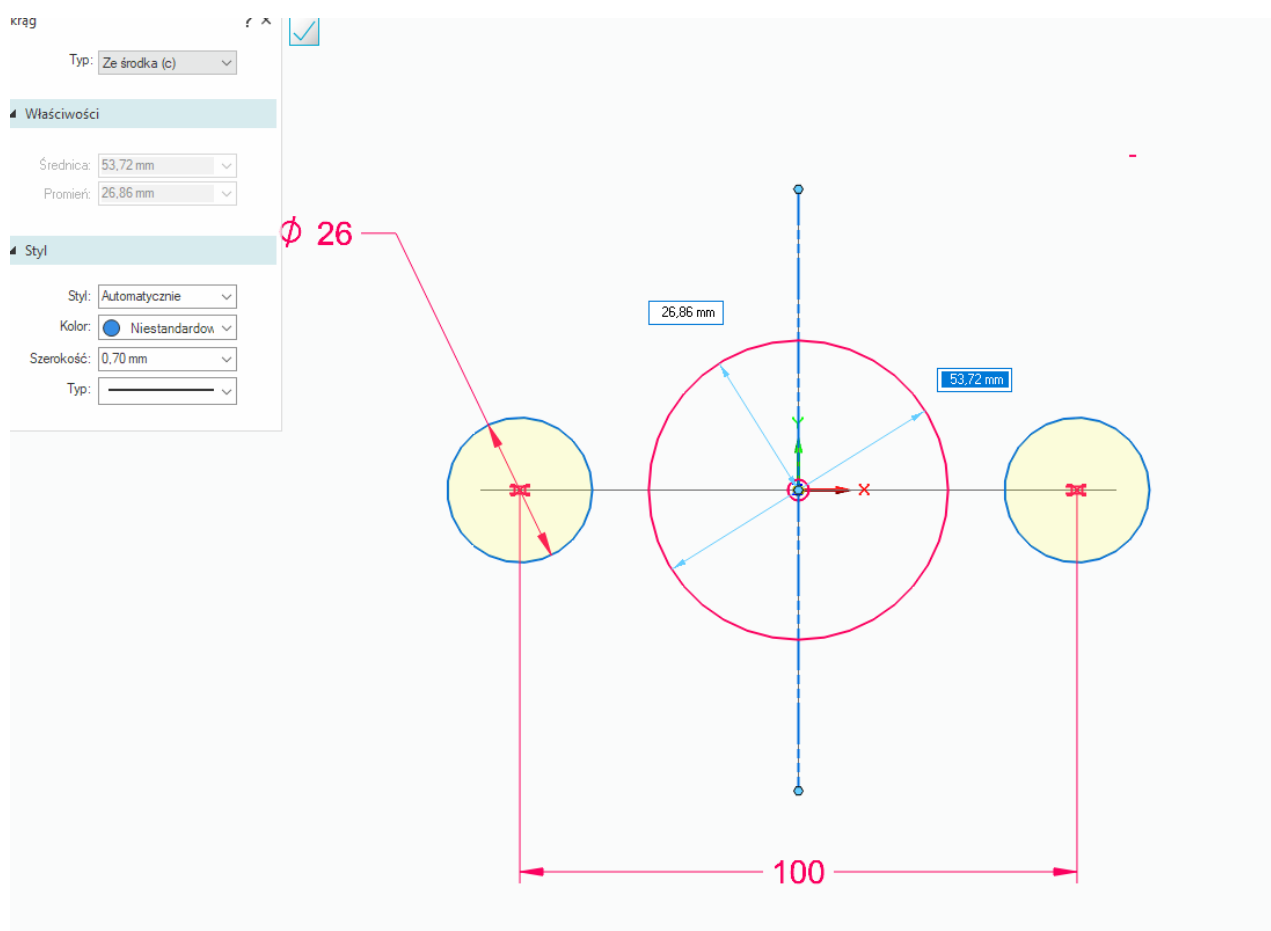 krąg ? ×
Typ: Ze środka (c)
Właściwości
Średnica: 53,72 mm
Promień: 26,86 mm
Styl
Styl: Automatycznie
Kolor: Niestandardow
Szerokość: 0,70 mm
Typ:
Ø 26
26,86 mm
53,72 mm
Y
X
100